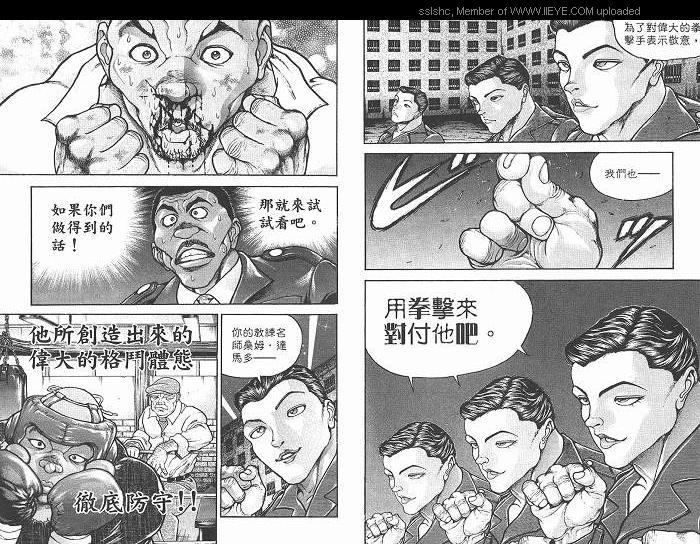 sslshc, Member of WWW.IIEYE.COM uploaded
為了對偉大的拳
擊手表示敬意，
我們也──
用拳擊來
對付他吧。
那就來試
試看吧。
如果你們
做得到的
話！
你的教練名
師桑姆．達
馬多──
他所創造出來的
偉大的格鬥體態
徹底防守!!